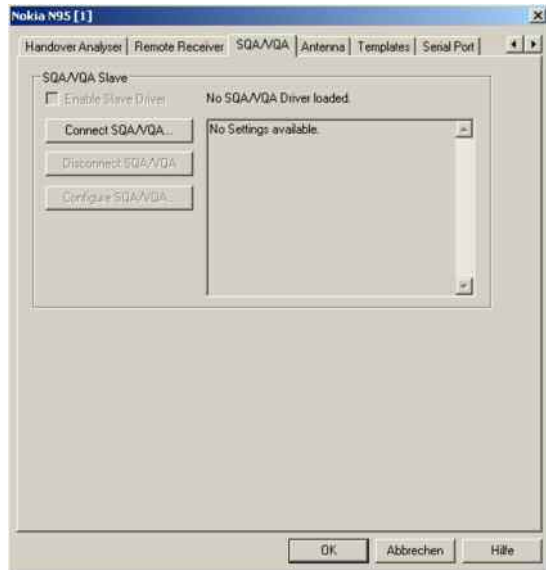 Nokia N95 [1]
Handover Analyser Remote Receiver SQA/VQA Antenna Templates Serial Port
SQA/VQA Slave
Enable Slave Driver No SQA/VQA Driver loaded.
Connect SQA/VQA... No Settings available.
Disconnect SQA/VQA
Configure SQA/VQA...
OK Abbrechen Hilfe